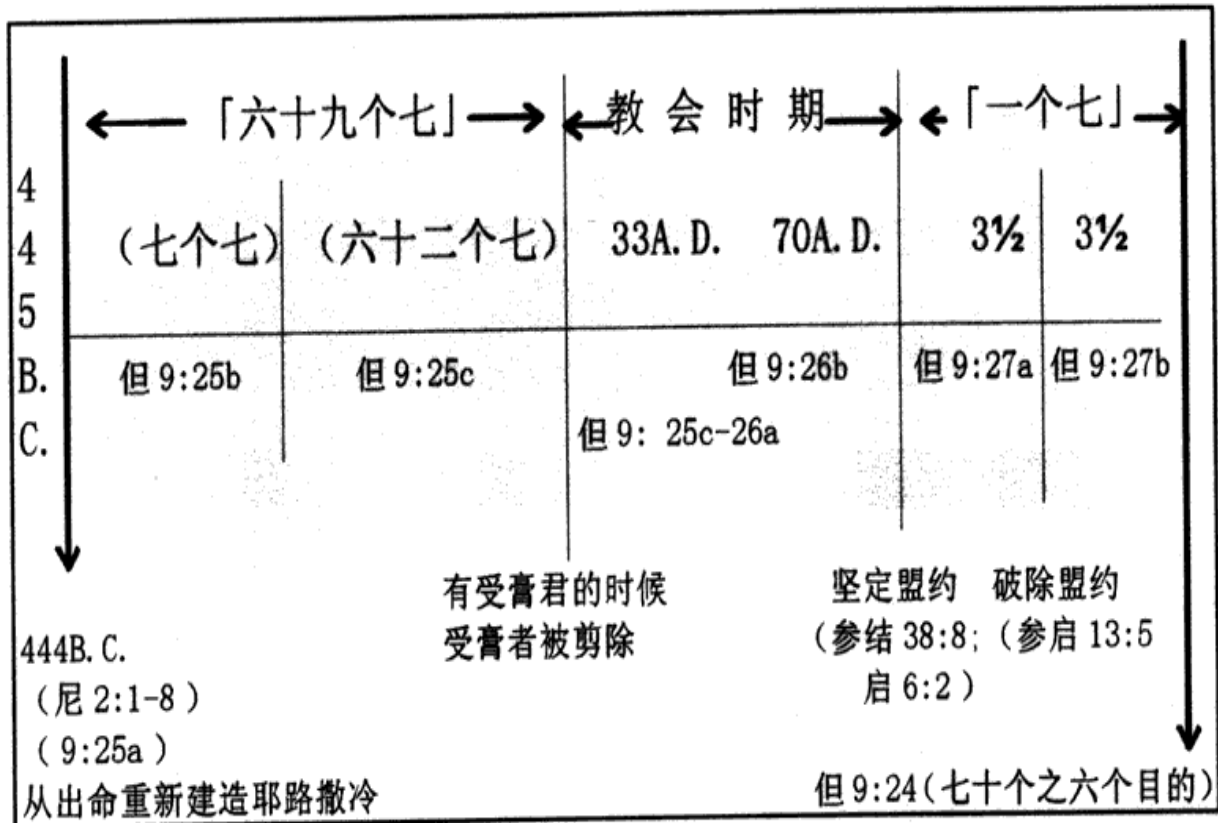 「六十九个七」 教会时期 「一个七」
445B.C.
(七个七) (六十二个七) 33A.D. 70A.D. 3½ 3½
但9:25b 但9:25c 但9:26b 但9:27a 但9:27b
但9: 25c-26a
有受膏君的时候 坚定盟约 破除盟约
受膏者被剪除 (参结38:8; (参启13:5
启6:2)
444B.C.
(尼2:1-8)
(9:25a)
从出命重新建造耶路撒冷 但9:24(七十个之六个目的)